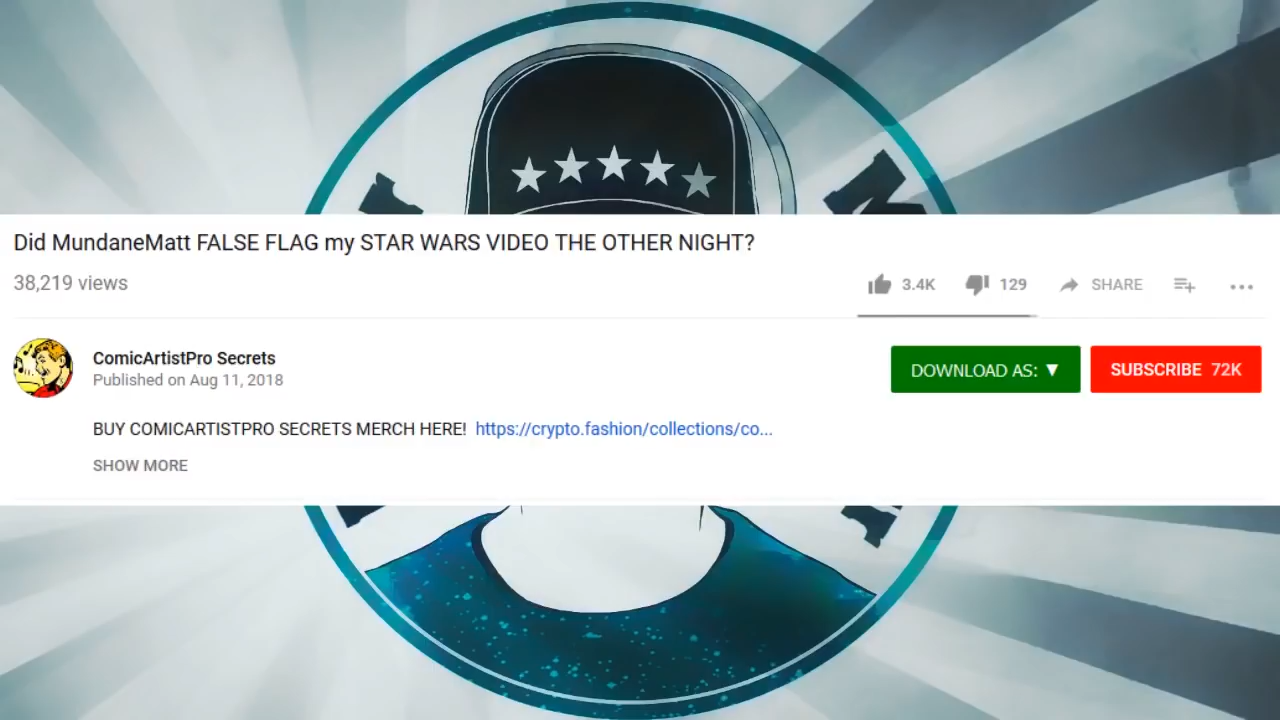 Did MundaneMatt FALSE FLAG my STAR WARS VIDEO THE OTHER NIGHT?
38,219 views
3.4K 129 SHARE
ComicArtistPro Secrets
Published on Aug 11, 2018
DOWNLOAD AS: ▼ SUBSCRIBE 72K
BUY COMICARTISTPRO SECRETS MERCH HERE! https://crypto.fashion/collections/co...
SHOW MORE